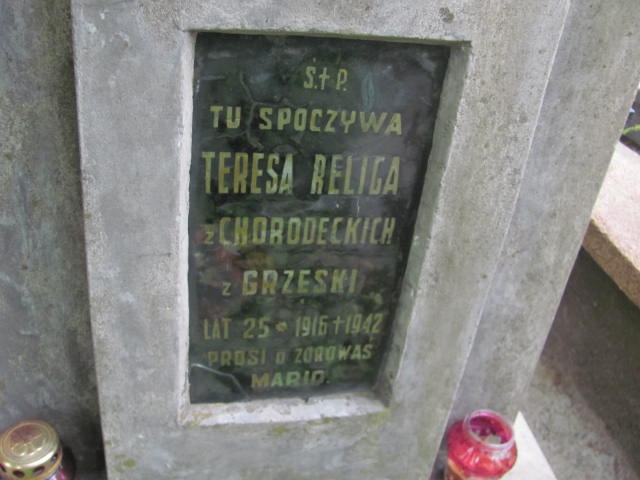 Ś.†P.
TU SPOCZYWA
TERESA RELIGA
z CHORODECKICH
z GRZESKI
LAT 25 * 1916 † 1942
PROSI O ZDROWAŚ
MARIO.